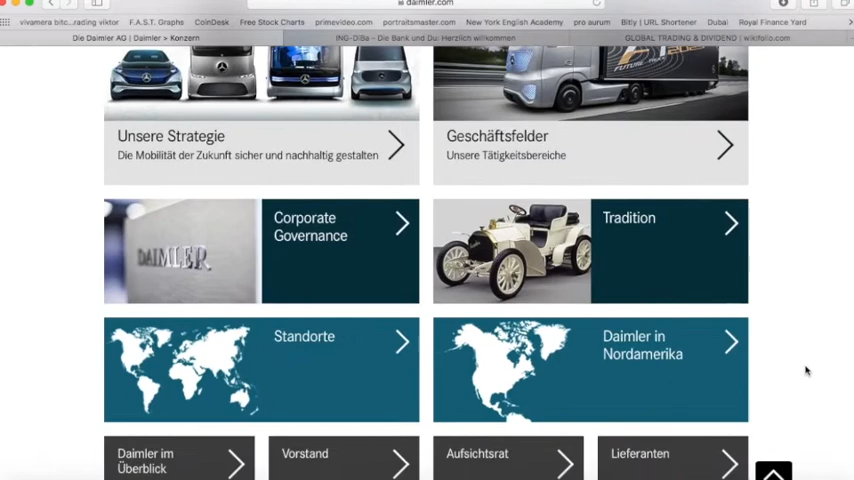 daimler.com
vivamera bitc...rading viktor F.A.S.T. Graphs CoinDesk Free Stock Charts primevideo.com portraitsmaster.com New York English Academy pro aurum Bitly | URL Shortener Dubai Royal Finance Yard
Die Daimler AG | Daimler > Konzern ING-DiBa – Die Bank und Du: Herzlich willkommen GLOBAL TRADING & DIVIDEND | wikifolio.com
FUTURE TRUCK 2025
Unsere Strategie
Die Mobilität der Zukunft sicher und nachhaltig gestalten
Geschäftsfelder
Unsere Tätigkeitsbereiche
DAIMLER
Corporate
Governance
Tradition
Standorte
Daimler in
Nordamerika
Daimler im
Überblick
Vorstand
Aufsichtsrat
Lieferanten